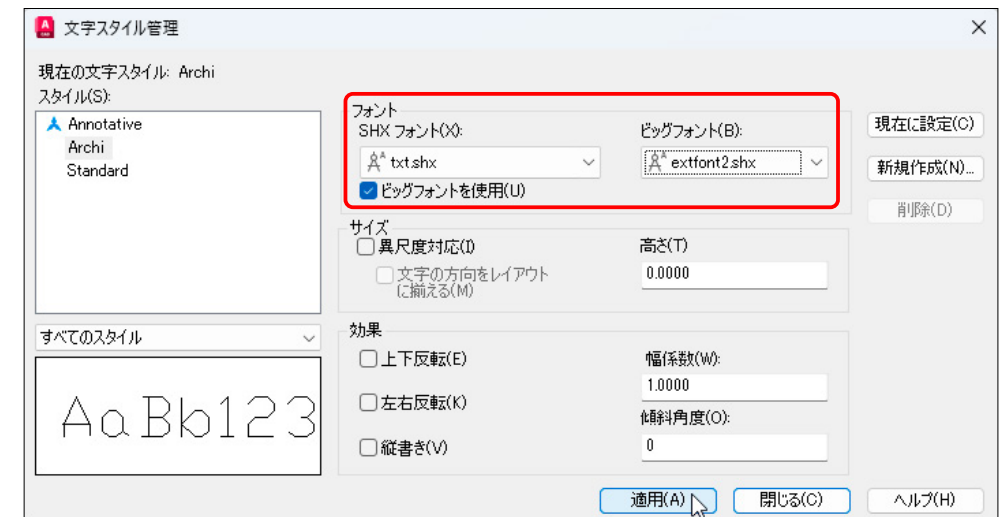 文字スタイル管理
現在の文字スタイル: Archi
スタイル(S):
Annotative
Archi
Standard
すべてのスタイル
AaBb123
フォント
SHX フォント(X):
ビッグフォント(B):
txt.shx
extfont2.shx
ビッグフォントを使用(U)
サイズ
異尺度対応(I)
文字の方向をレイアウト
に揃える(M)
高さ(T)
0.0000
効果
上下反転(E)
左右反転(K)
縦書き(V)
幅係数(W):
1.0000
傾斜角度(O):
0
現在に設定(C)
新規作成(N)...
削除(D)
適用(A)
閉じる(C)
ヘルプ(H)